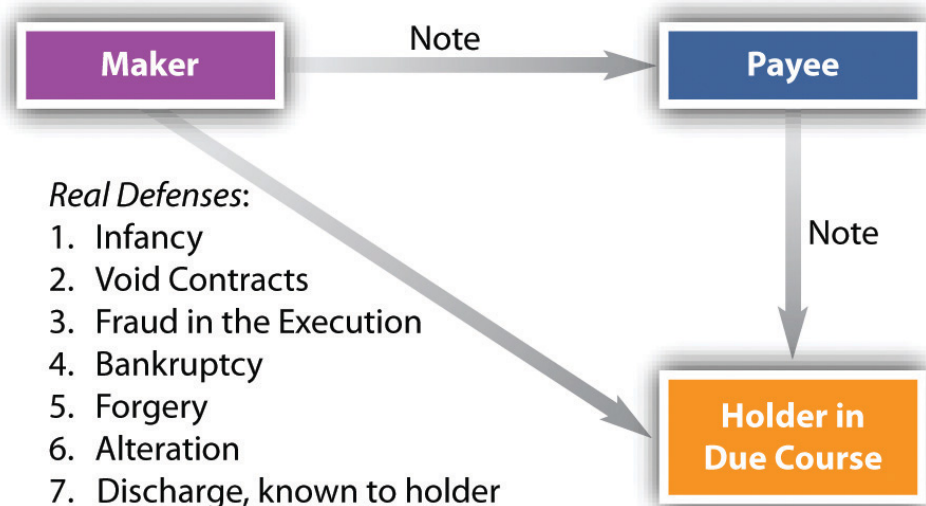 Maker
Note
Payee
Real Defenses:
1. Infancy
2. Void Contracts
3. Fraud in the Execution
4. Bankruptcy
5. Forgery
6. Alteration
7. Discharge, known to holder
Note
Holder in
Due Course